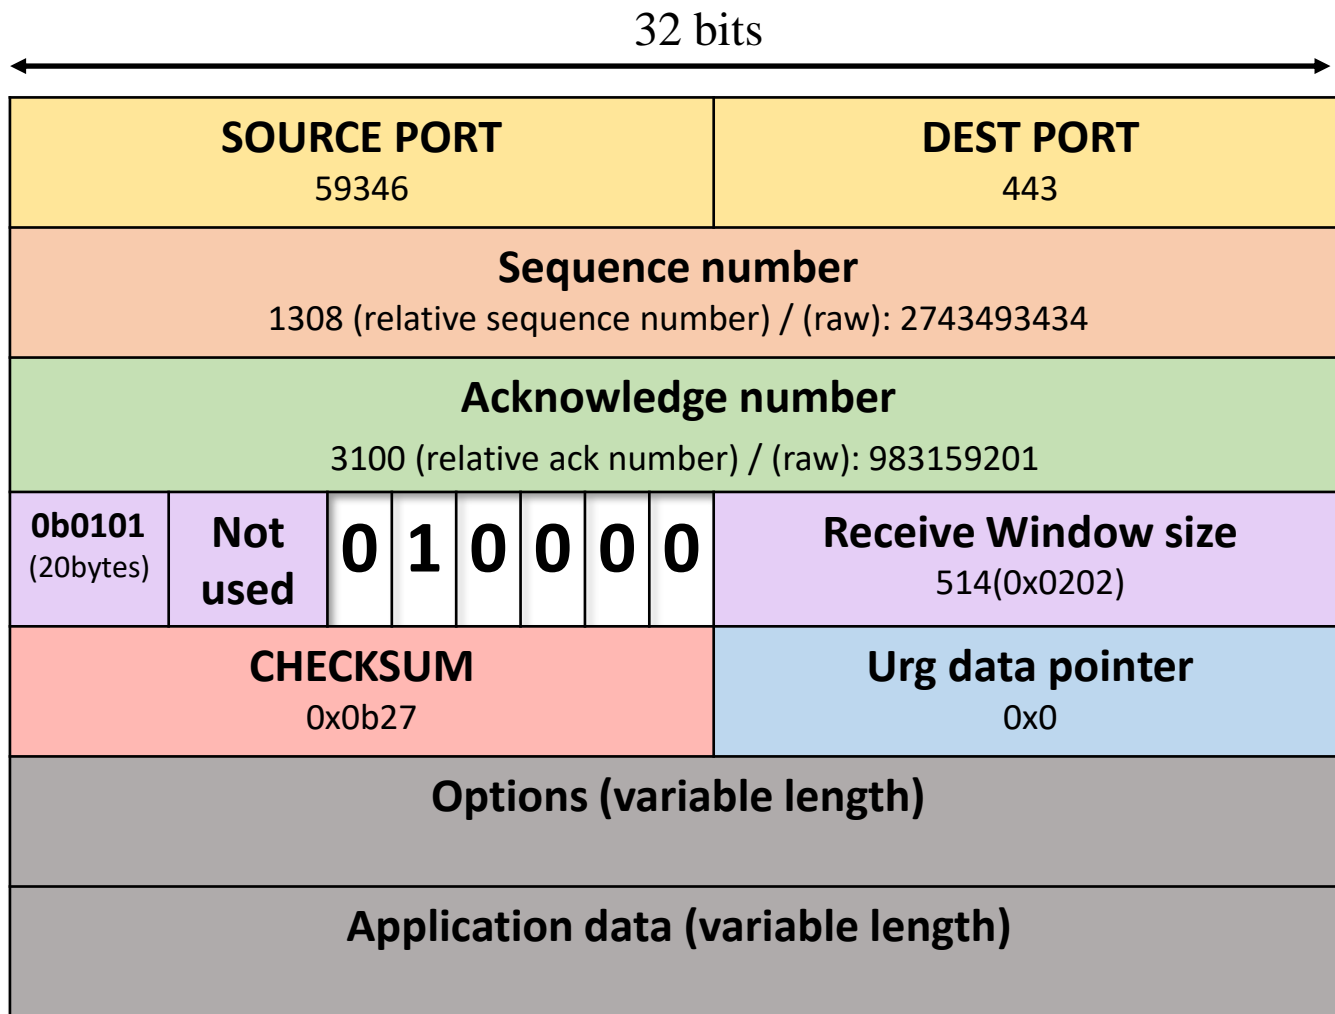 32 bits
SOURCE PORT
59346
DEST PORT
443
Sequence number
1308 (relative sequence number) / (raw): 2743493434
Acknowledge number
3100 (relative ack number) / (raw): 983159201
0b0101
(20bytes)
Not
used
0 1 0 0 0 0
Receive Window size
514(0x0202)
CHECKSUM
0x0b27
Urg data pointer
0x0
Options (variable length)
Application data (variable length)